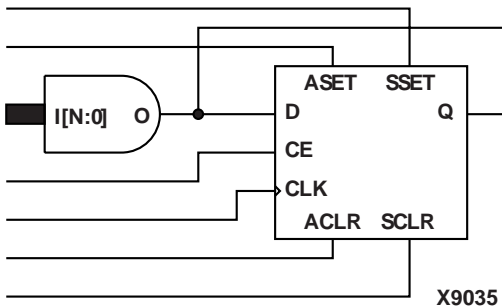 ASET SSET
I[N:0] O
D Q
CE
CLK
ACLR SCLR
X9035